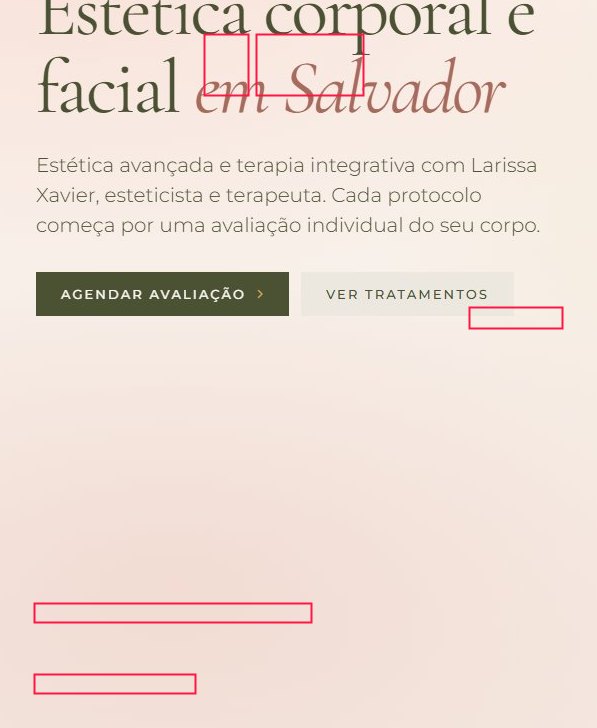 Estética corporal e
facial em Salvador
Estética avançada e terapia integrativa com Larissa
Xavier, esteticista e terapeuta. Cada protocolo
começa por uma avaliação individual do seu corpo.
AGENDAR AVALIAÇÃO
VER TRATAMENTOS